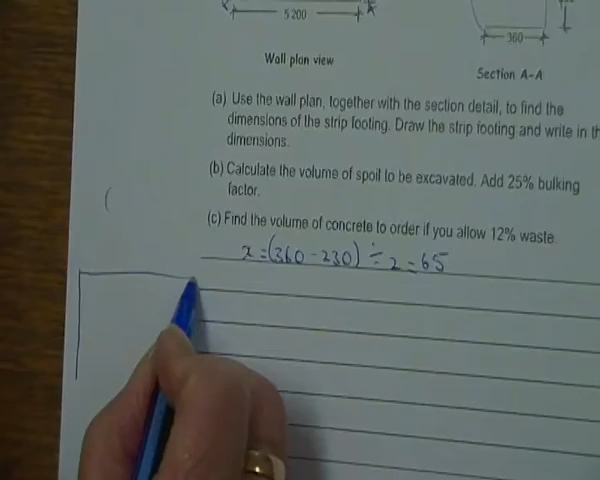 5200
360
Wall plan view
Section A-A
(a) Use the wall plan, together with the section detail, to find the
dimensions of the strip footing. Draw the strip footing and write in th
dimensions.
(b) Calculate the volume of spoil to be excavated. Add 25% bulking
factor.
(c) Find the volume of concrete to order if you allow 12% waste.
x = (360 - 230) ÷ 2 = 65